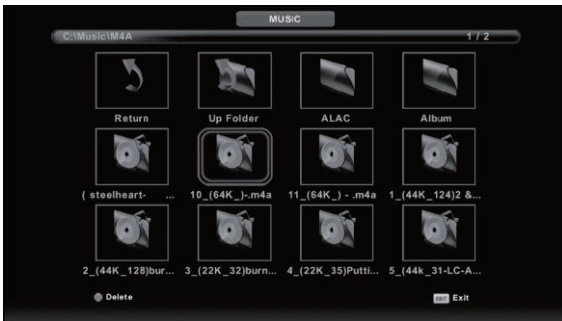 MUSIC
C:\Music\M4A 1 / 2
Return Up Folder ALAC Album
( steelheart- ... 10_(64K_)-.m4a 11_(64K_) - .m4a 1_(44K_124)2 &...
2_(44K_128)bur... 3_(22K_32)burn... 4_(22K_35)Putti... 5_(44k_31-LC-A...
Delete EXIT Exit